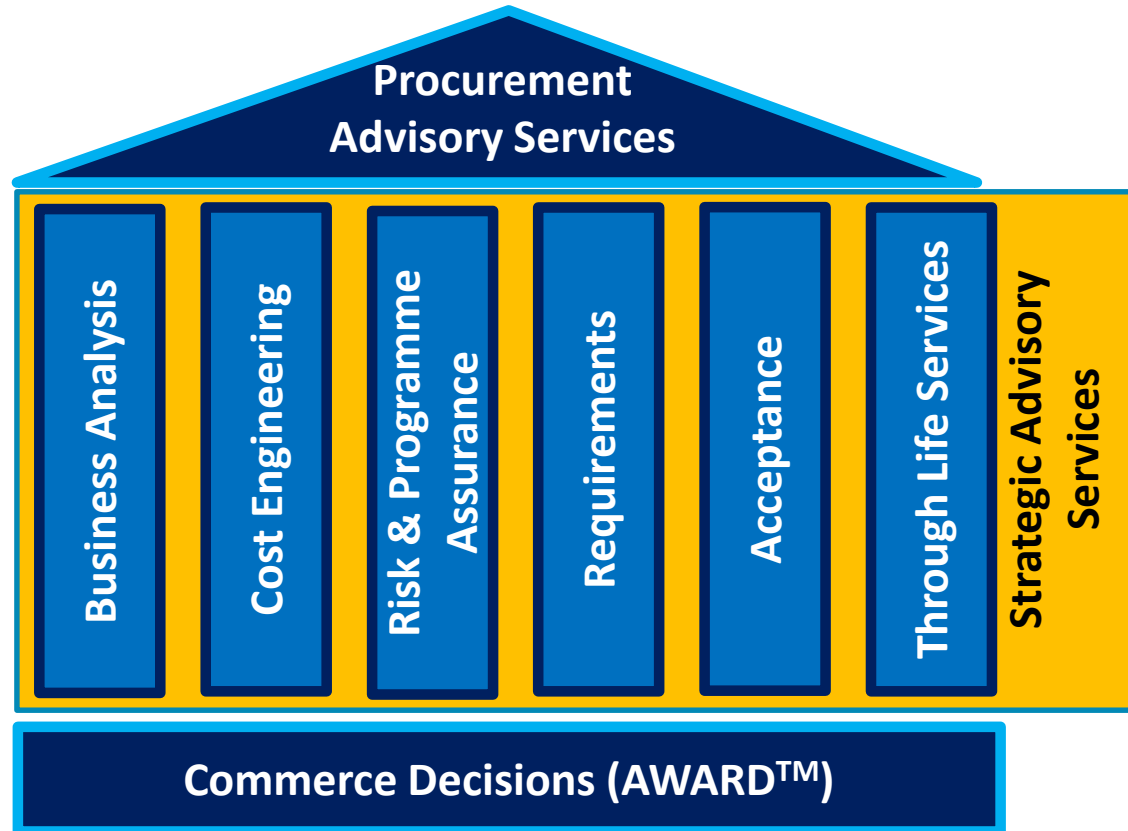 Procurement
Advisory Services
Business Analysis
Cost Engineering
Risk & Programme
Assurance
Requirements
Acceptance
Through Life Services
Strategic Advisory
Services
Commerce Decisions (AWARD™)